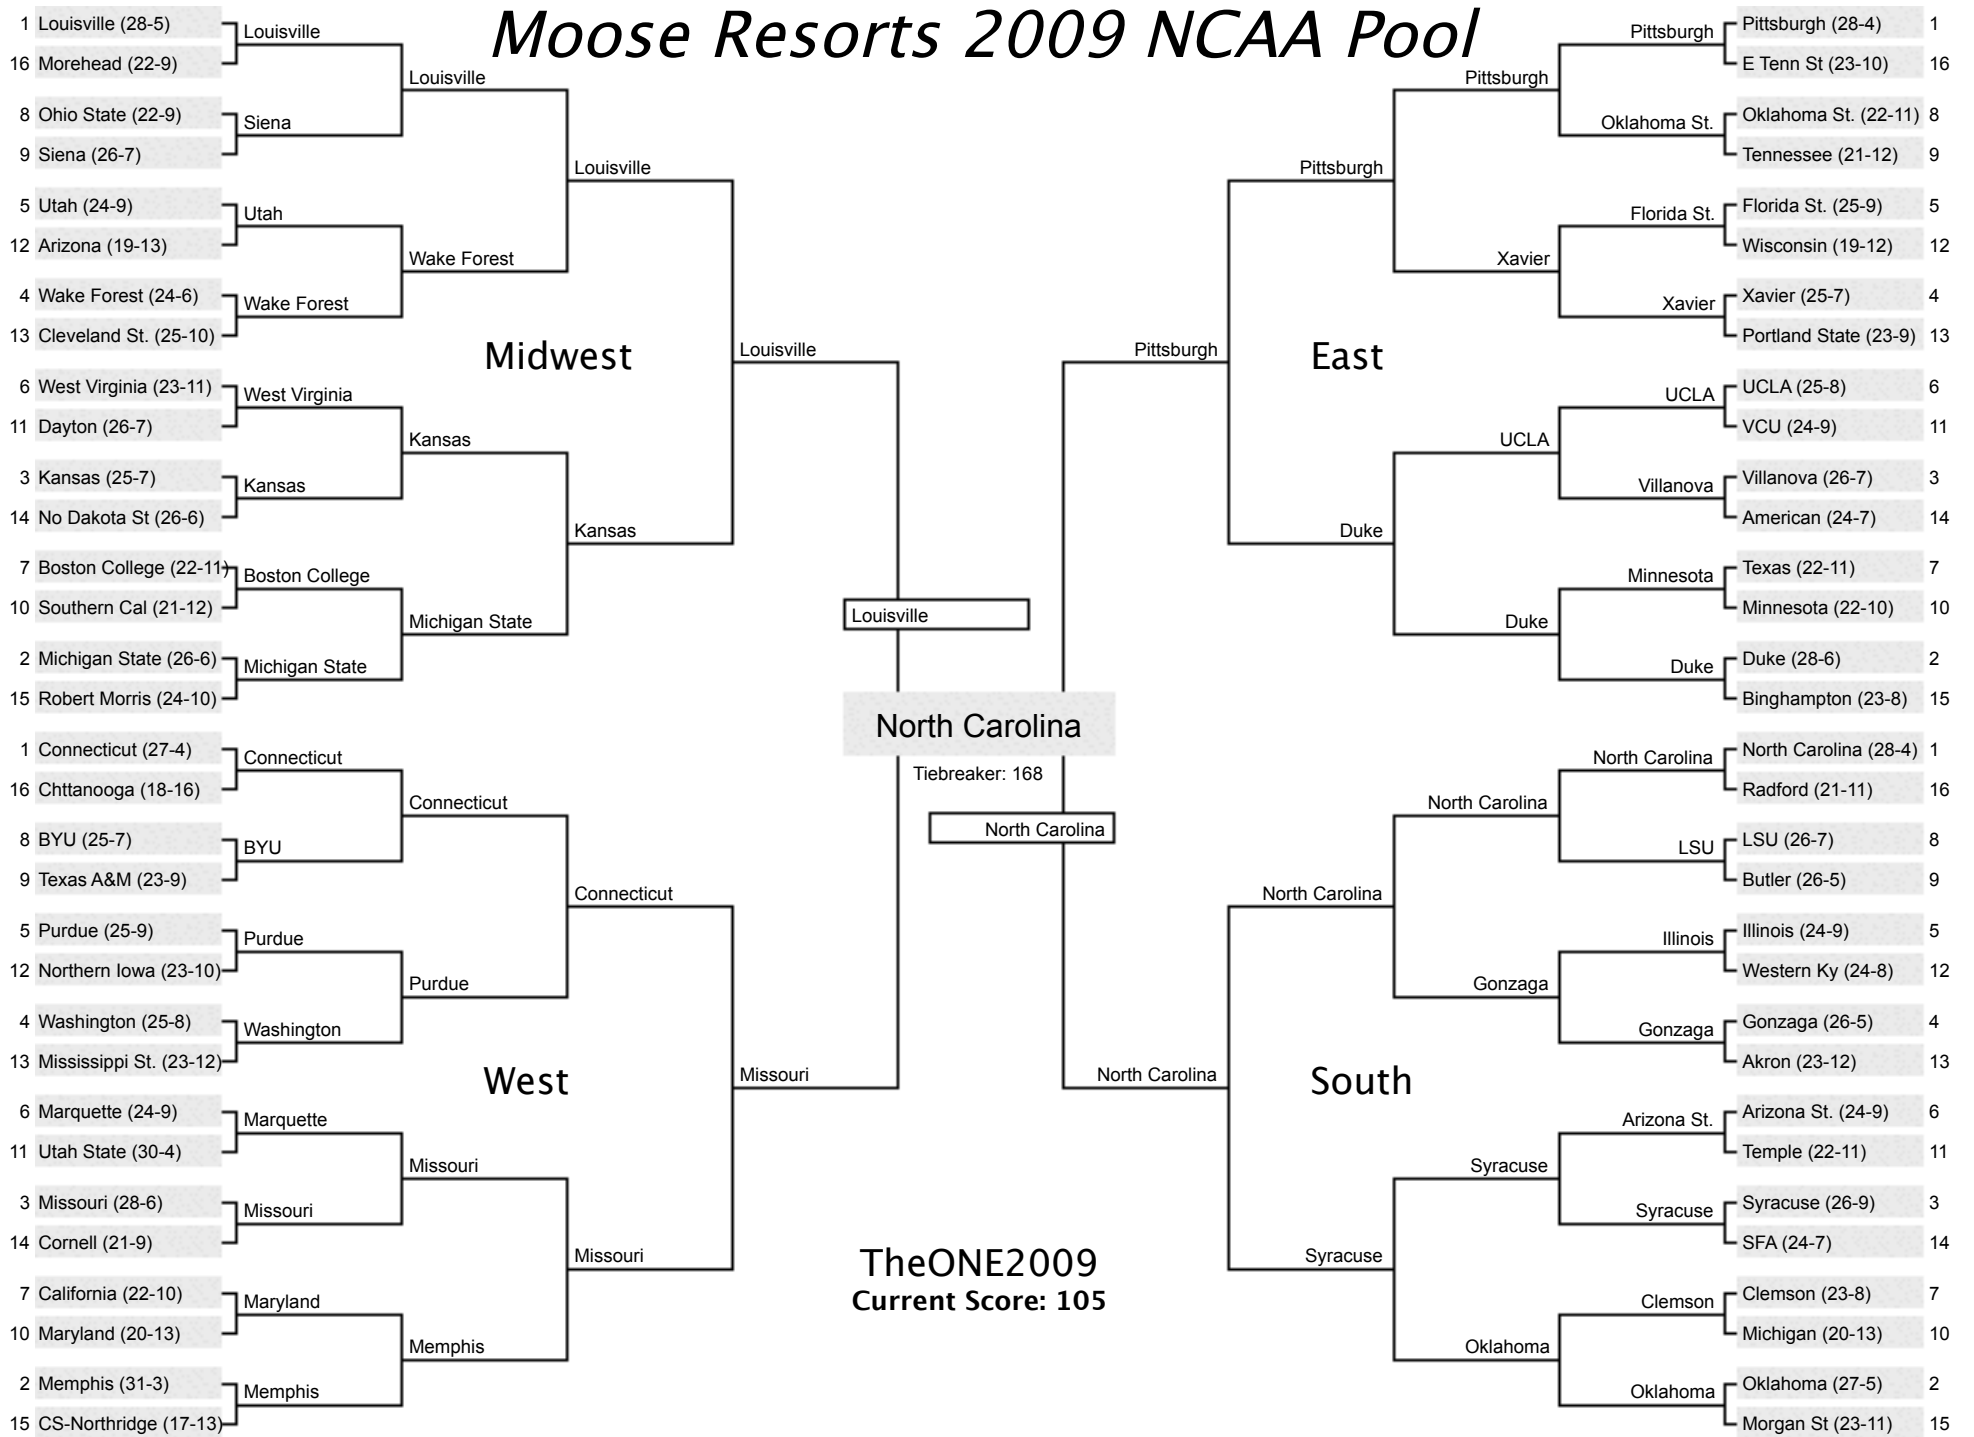 Moose Resorts 2009 NCAA Pool
1 Louisville (28-5)
16 Morehead (22-9)
8 Ohio State (22-9)
9 Siena (26-7)
5 Utah (24-9)
12 Arizona (19-13)
4 Wake Forest (24-6)
13 Cleveland St. (25-10)
6 West Virginia (23-11)
11 Dayton (26-7)
3 Kansas (25-7)
14 No Dakota St (26-6)
7 Boston College (22-11)
10 Southern Cal (21-12)
2 Michigan State (26-6)
15 Robert Morris (24-10)
Louisville
Siena
Utah
Wake Forest
West Virginia
Kansas
Boston College
Michigan State
Louisville
Wake Forest
Kansas
Michigan State
Louisville
Kansas
Louisville
Midwest
1 Connecticut (27-4)
16 Chttanooga (18-16)
8 BYU (25-7)
9 Texas A&M (23-9)
5 Purdue (25-9)
12 Northern Iowa (23-10)
4 Washington (25-8)
13 Mississippi St. (23-12)
6 Marquette (24-9)
11 Utah State (30-4)
3 Missouri (28-6)
14 Cornell (21-9)
7 California (22-10)
10 Maryland (20-13)
2 Memphis (31-3)
15 CS-Northridge (17-13)
Connecticut
BYU
Purdue
Washington
Marquette
Missouri
Maryland
Memphis
Connecticut
Purdue
Missouri
Memphis
Connecticut
Missouri
Missouri
West
Louisville
North Carolina
Tiebreaker: 168
North Carolina
TheONE2009
Current Score: 105
Pittsburgh (28-4) 1
E Tenn St (23-10) 16
Oklahoma St. (22-11) 8
Tennessee (21-12) 9
Florida St. (25-9) 5
Wisconsin (19-12) 12
Xavier (25-7) 4
Portland State (23-9) 13
UCLA (25-8) 6
VCU (24-9) 11
Villanova (26-7) 3
American (24-7) 14
Texas (22-11) 7
Minnesota (22-10) 10
Duke (28-6) 2
Binghampton (23-8) 15
Pittsburgh
Oklahoma St.
Florida St.
Xavier
UCLA
Villanova
Minnesota
Duke
Pittsburgh
Xavier
UCLA
Duke
Pittsburgh
Duke
Pittsburgh
East
North Carolina (28-4) 1
Radford (21-11) 16
LSU (26-7) 8
Butler (26-5) 9
Illinois (24-9) 5
Western Ky (24-8) 12
Gonzaga (26-5) 4
Akron (23-12) 13
Arizona St. (24-9) 6
Temple (22-11) 11
Syracuse (26-9) 3
SFA (24-7) 14
Clemson (23-8) 7
Michigan (20-13) 10
Oklahoma (27-5) 2
Morgan St (23-11) 15
North Carolina
LSU
Illinois
Gonzaga
Arizona St.
Syracuse
Clemson
Oklahoma
North Carolina
Gonzaga
Syracuse
Oklahoma
North Carolina
Syracuse
North Carolina
South